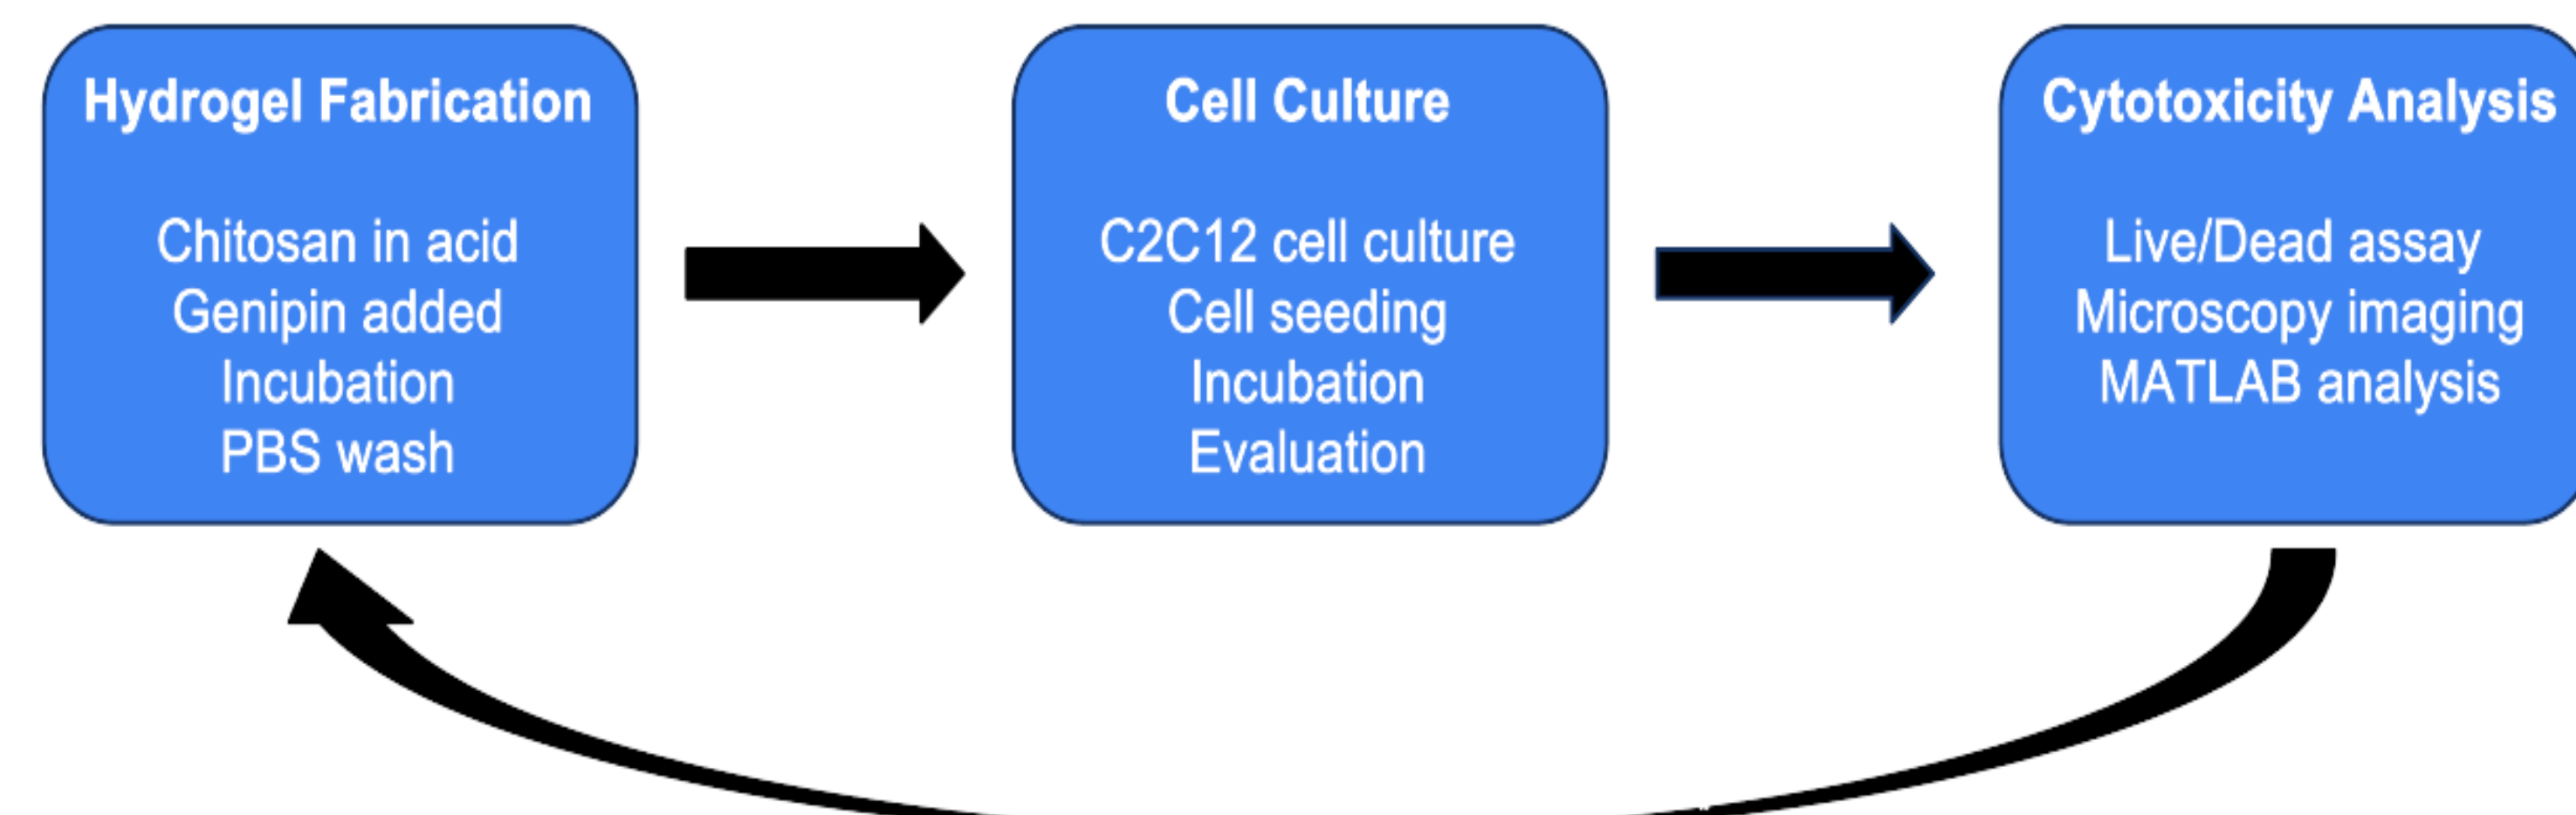 Hydrogel Fabrication
Chitosan in acid
Genipin added
Incubation
PBS wash
Cell Culture
C2C12 cell culture
Cell seeding
Incubation
Evaluation
Cytotoxicity Analysis
Live/Dead assay
Microscopy imaging
MATLAB analysis